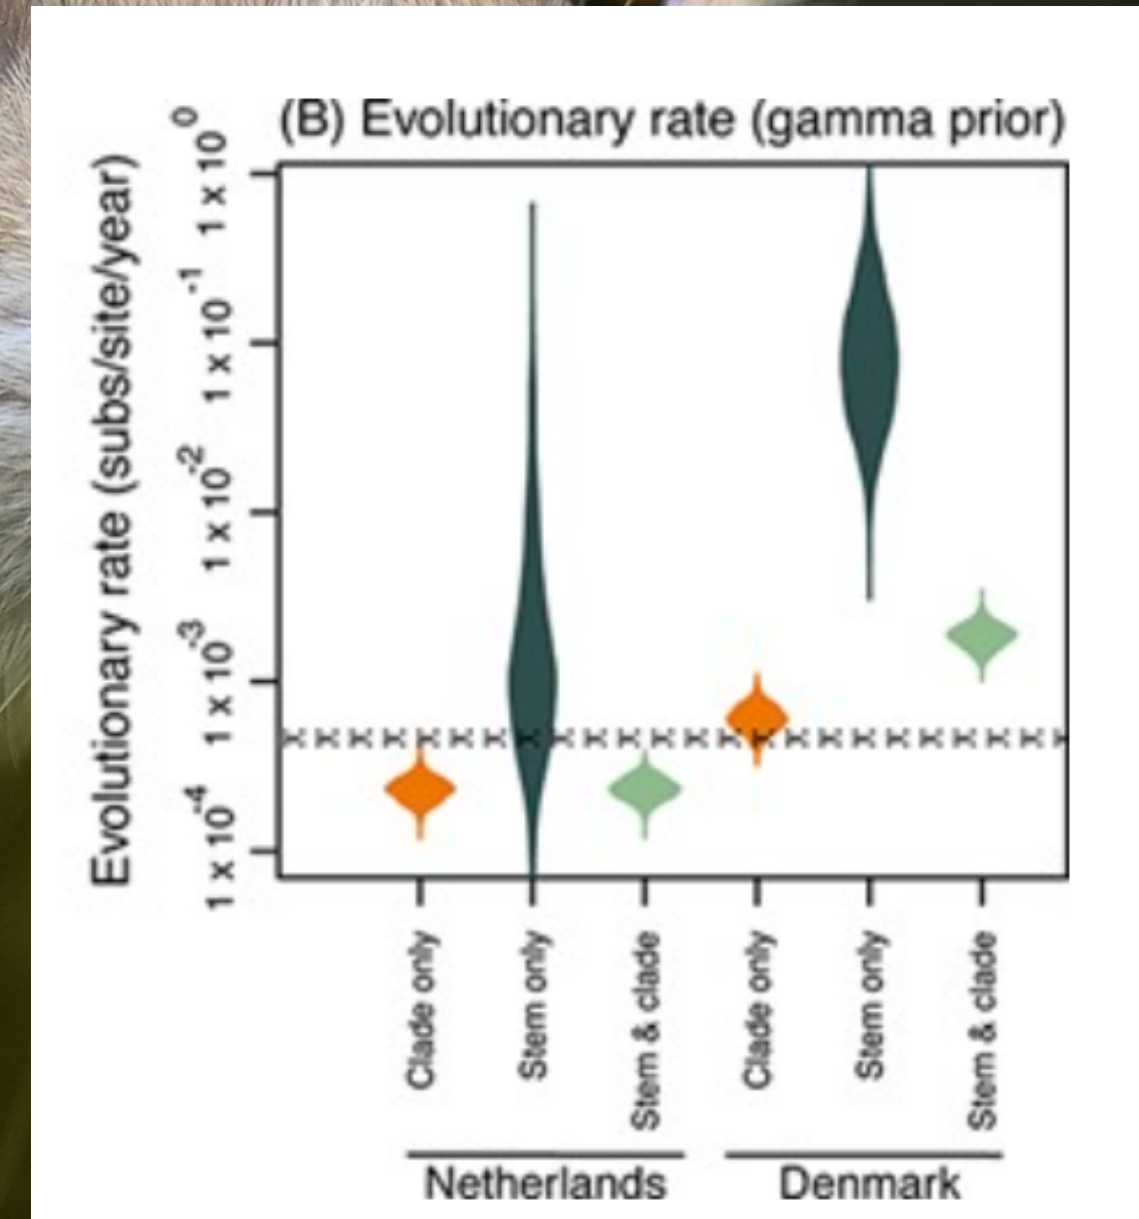 (B) Evolutionary rate (gamma prior)
Evolutionary rate (subs/site/year)
1 x 10^0
1 x 10^-1
1 x 10^-2
1 x 10^-3
1 x 10^-4
Clade only
Stem only
Stem & clade
Clade only
Stem only
Stem & clade
Netherlands
Denmark